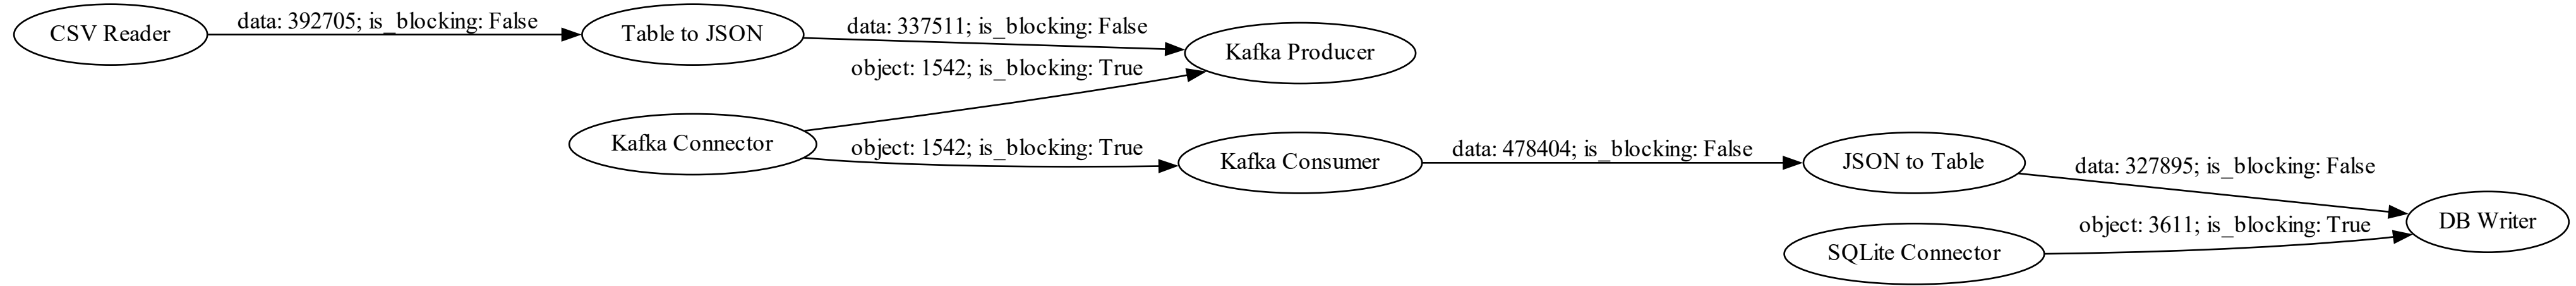 CSV Reader
data: 392705; is_blocking: False
Table to JSON
data: 337511; is_blocking: False
Kafka Producer
object: 1542; is_blocking: True
Kafka Connector
object: 1542; is_blocking: True
Kafka Consumer
data: 478404; is_blocking: False
JSON to Table
data: 327895; is_blocking: False
DB Writer
object: 3611; is_blocking: True
SQLite Connector